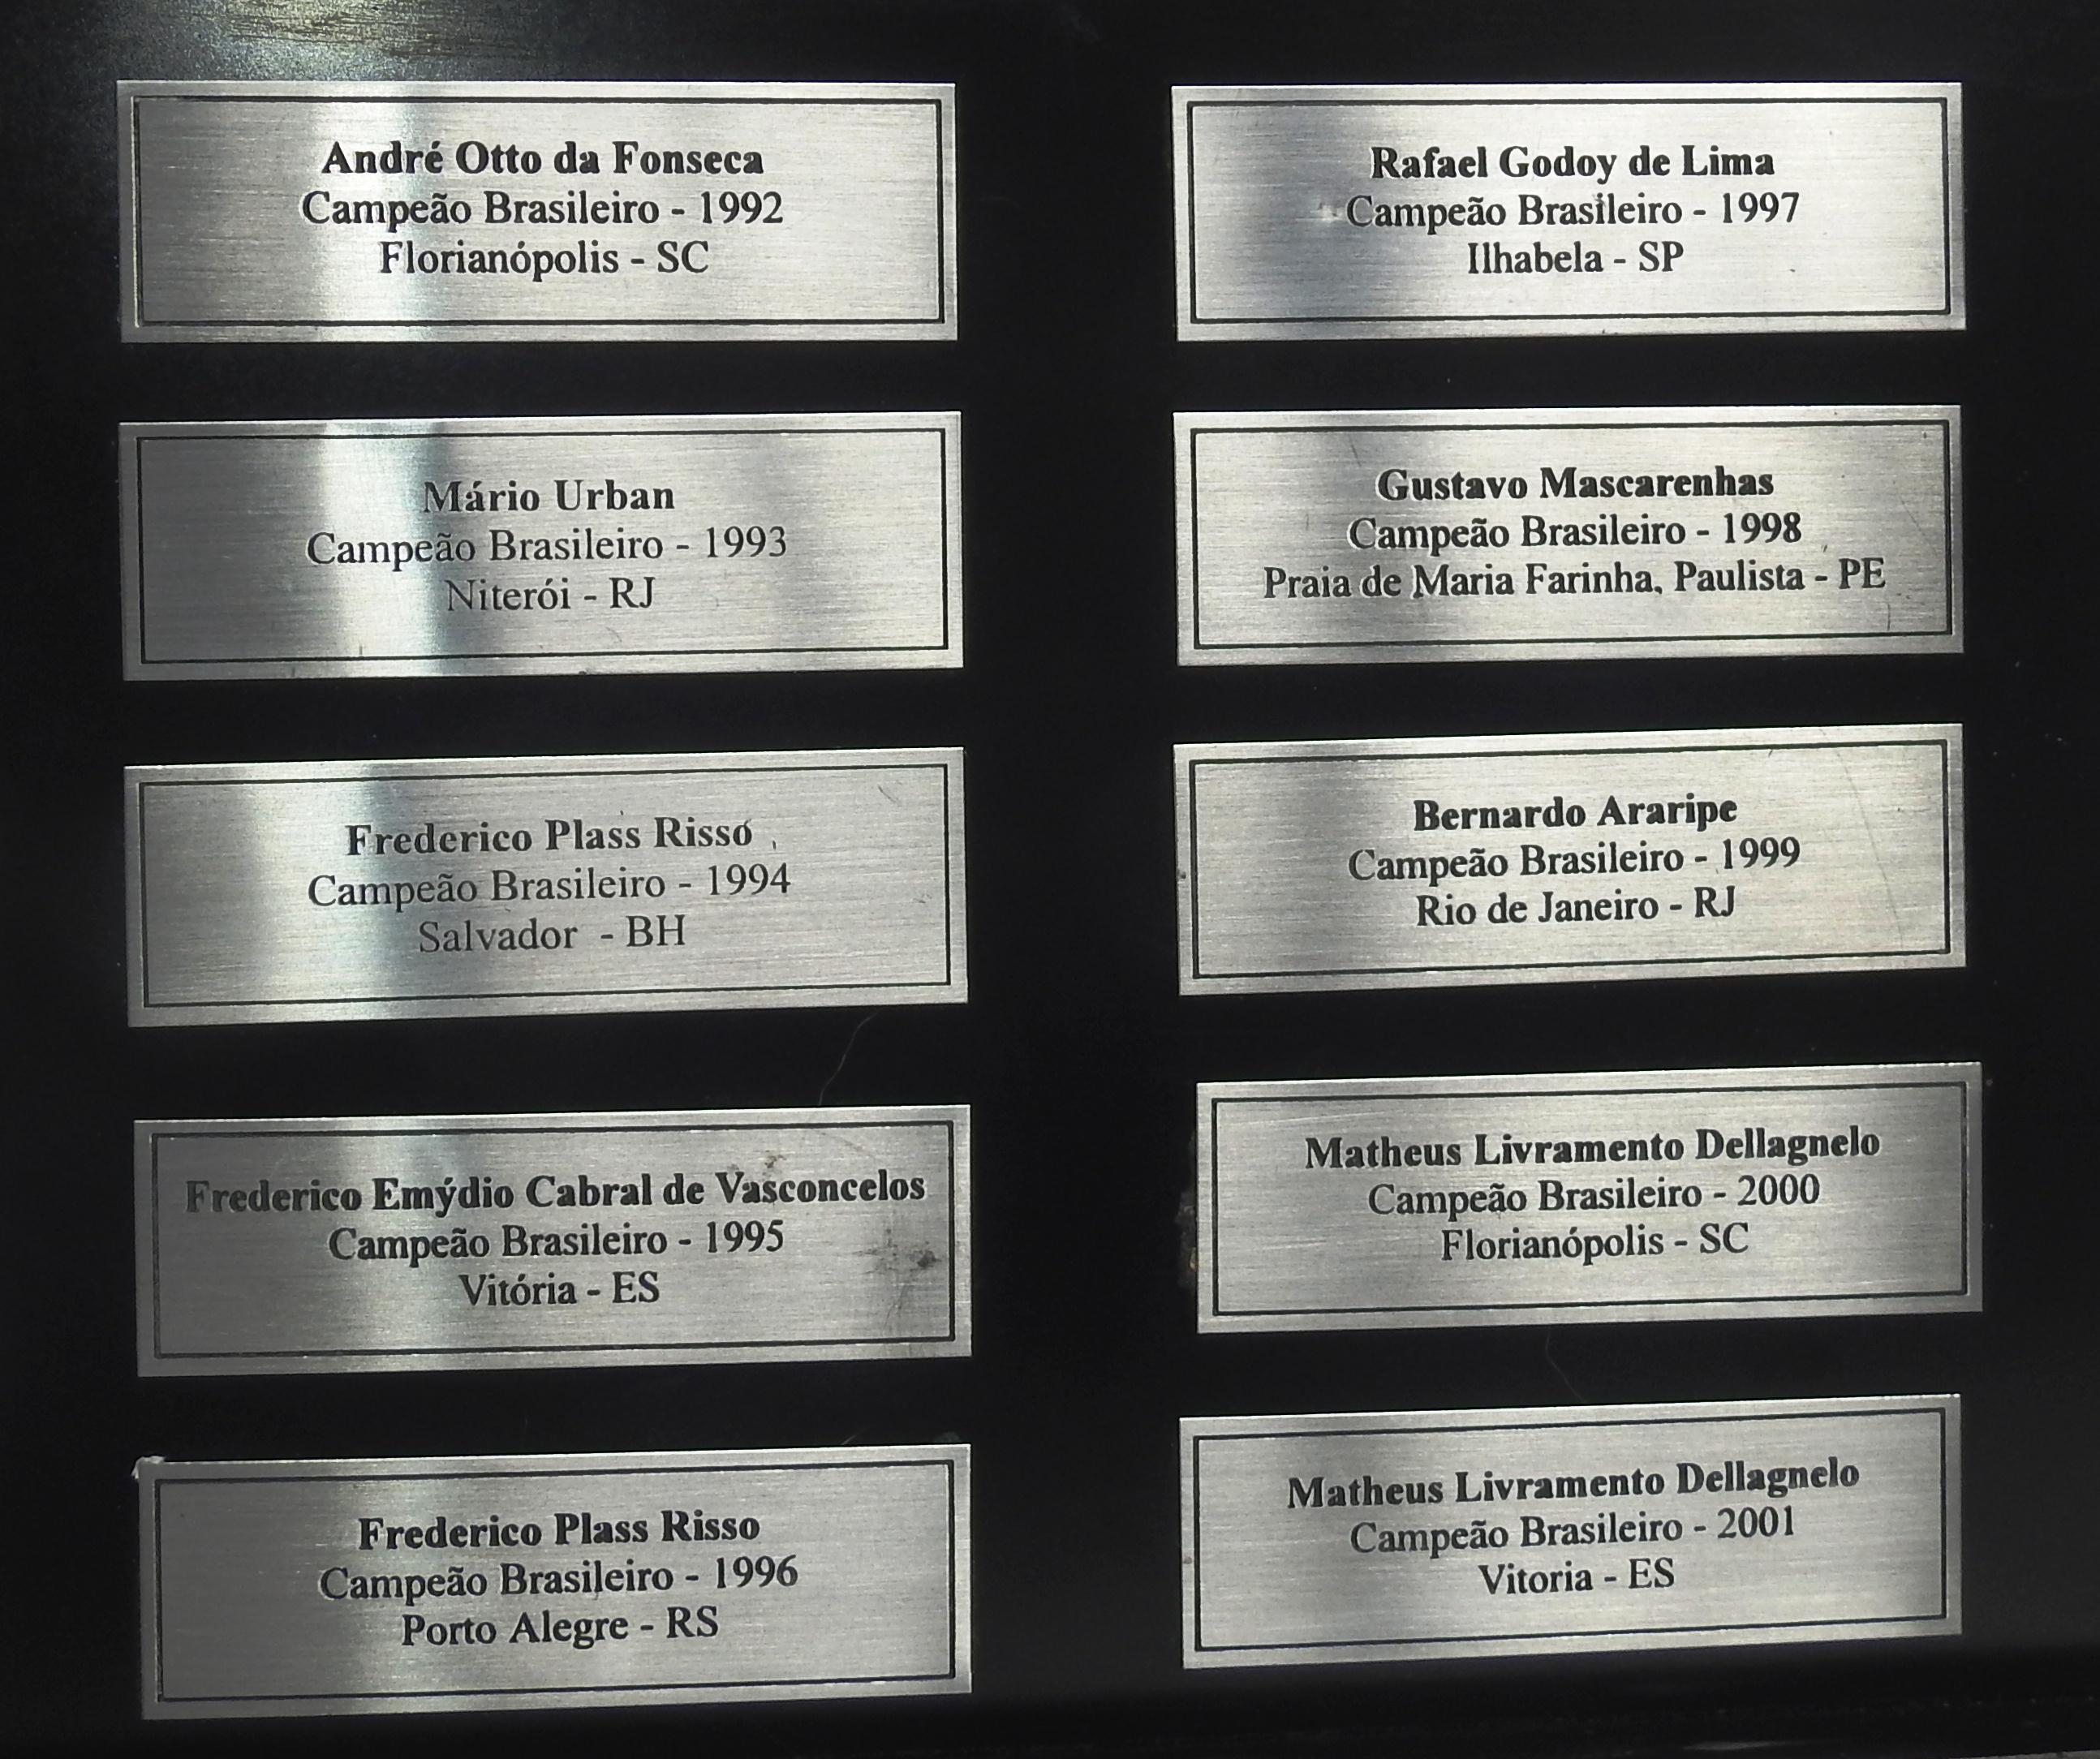 André Otto da Fonseca
Campeão Brasileiro - 1992
Florianópolis - SC
Mário Urban
Campeão Brasileiro - 1993
Niterói - RJ
Frederico Plass Risso
Campeão Brasileiro - 1994
Salvador - BH
Frederico Emýdio Cabral de Vasconcelos
Campeão Brasileiro - 1995
Vitória - ES
Frederico Plass Risso
Campeão Brasileiro - 1996
Porto Alegre - RS
Rafael Godoy de Lima
Campeão Brasileiro - 1997
Ilhabela - SP
Gustavo Mascarenhas
Campeão Brasileiro - 1998
Praia de Maria Farinha, Paulista - PE
Bernardo Araripe
Campeão Brasileiro - 1999
Rio de Janeiro - RJ
Matheus Livramento Dellagnelo
Campeão Brasileiro - 2000
Florianópolis - SC
Matheus Livramento Dellagnelo
Campeão Brasileiro - 2001
Vitoria - ES